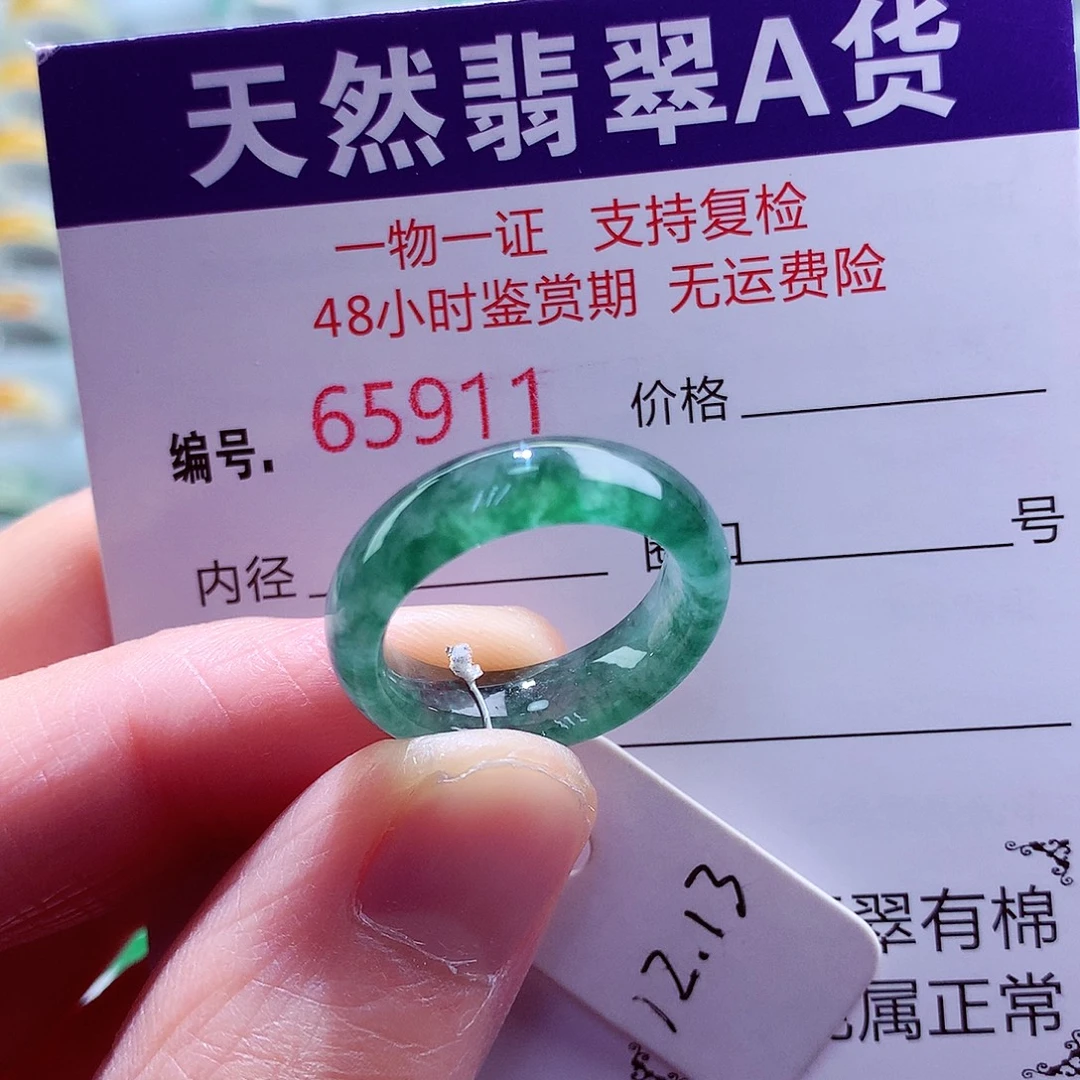 天然翡翠A货
一物一证 支持复检
48小时鉴赏期 无运费险
编号. 65911 价格
内径 圈口 号
12.13
翠有棉
属正常